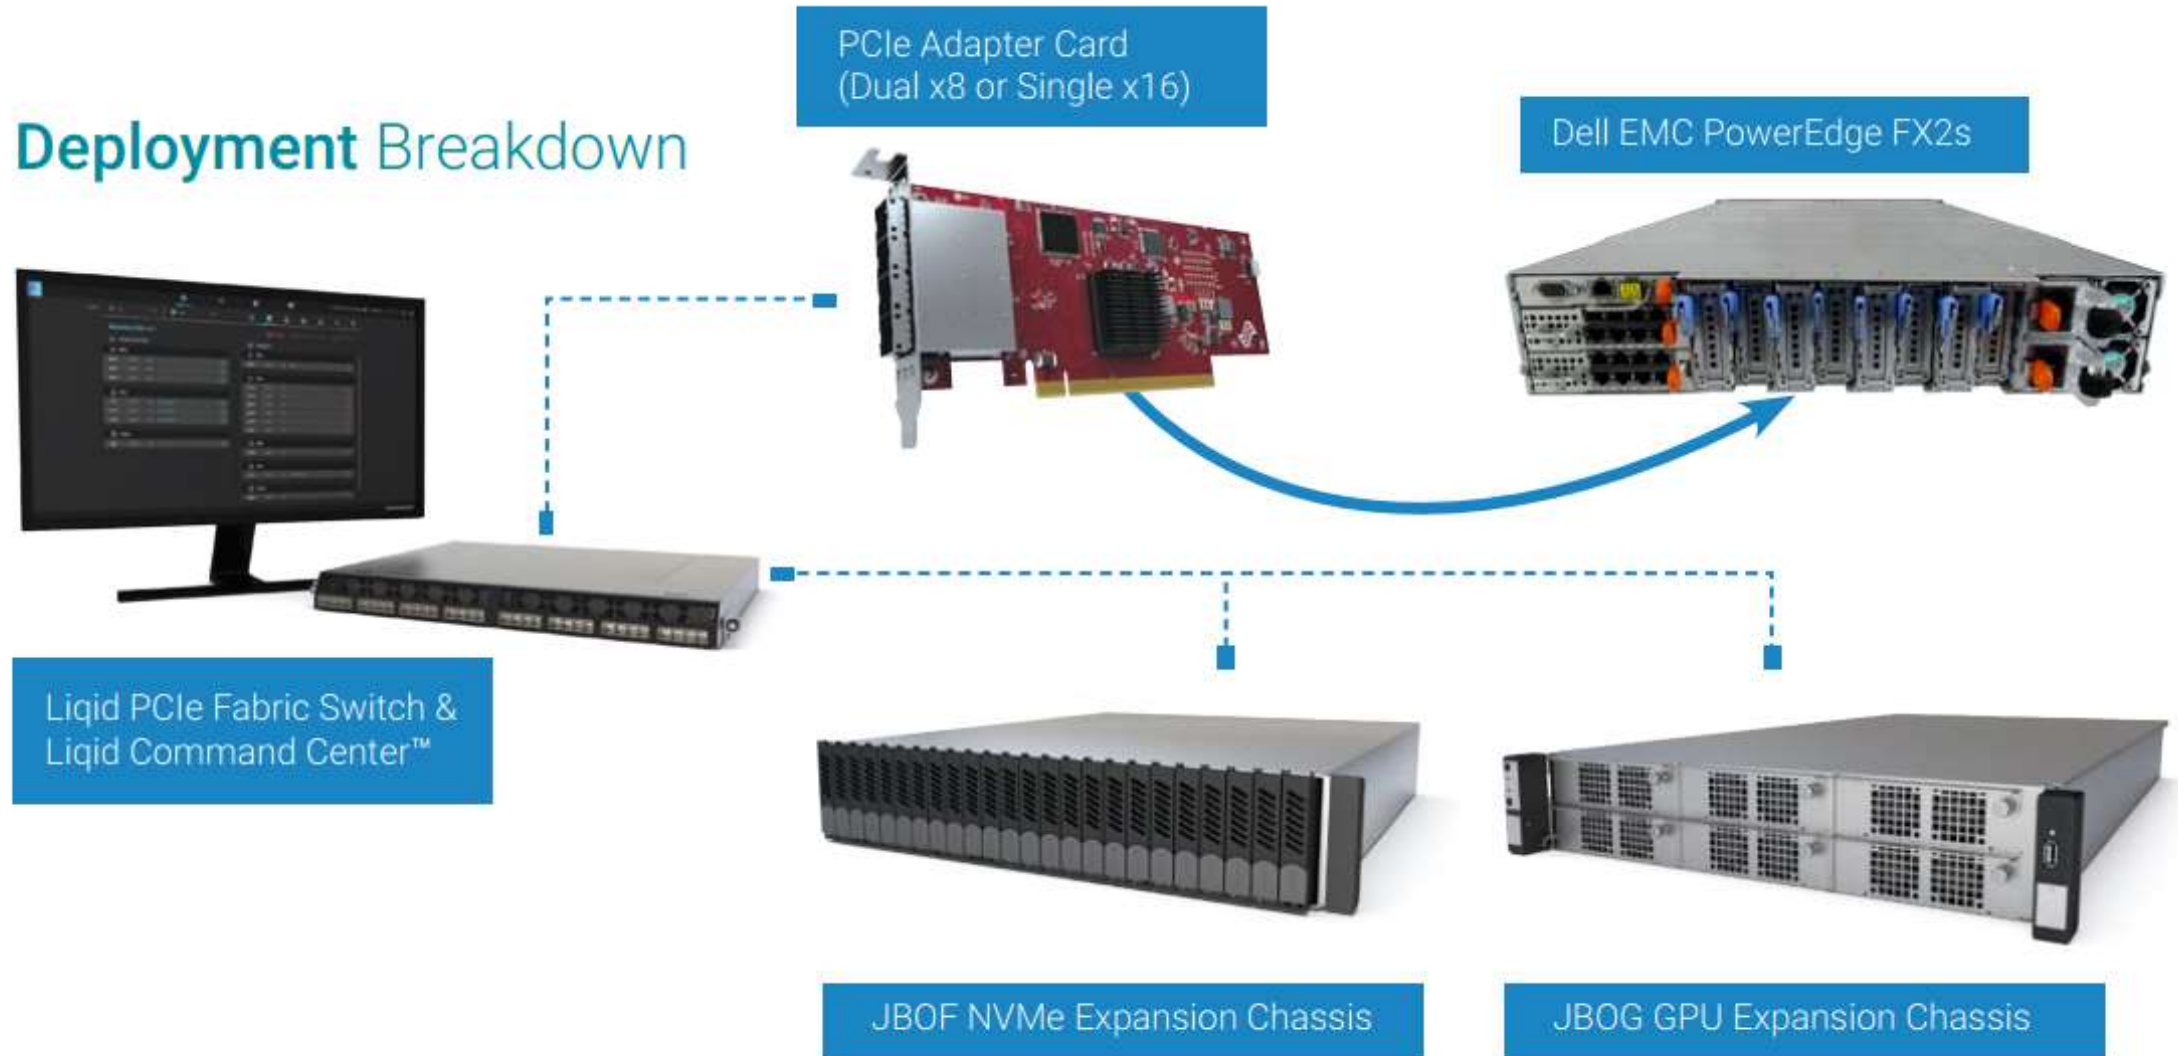 Deployment Breakdown
PCIe Adapter Card
(Dual x8 or Single x16)
Dell EMC PowerEdge FX2s
Liqid PCIe Fabric Switch &
Liqid Command Center™
JBOF NVMe Expansion Chassis
JBOG GPU Expansion Chassis